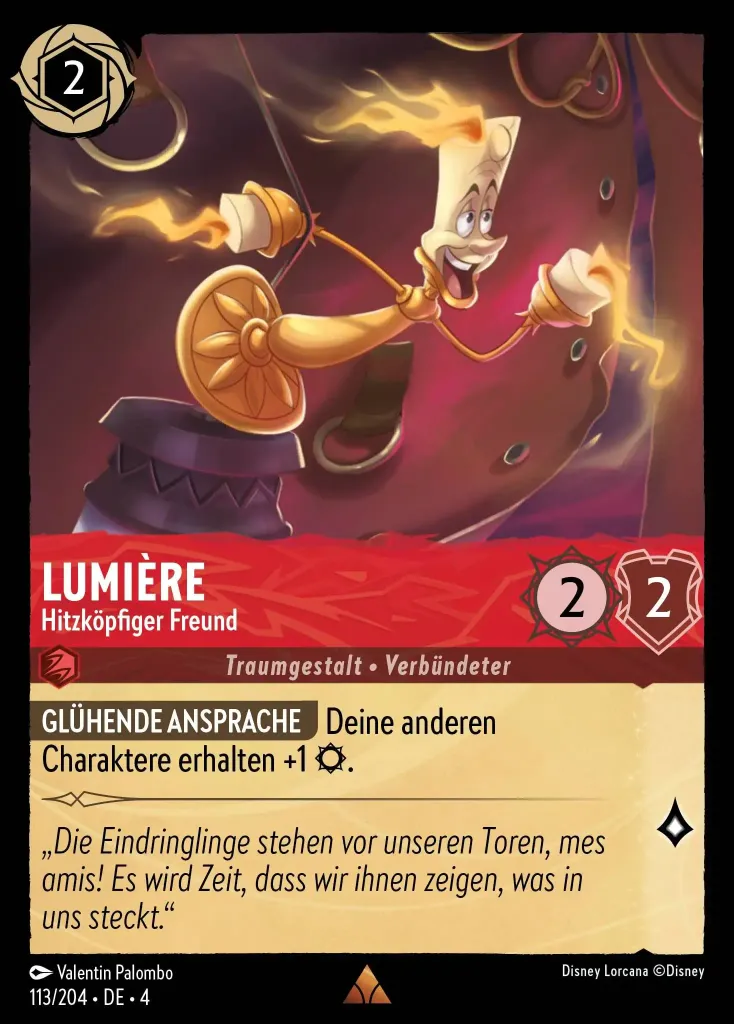 2
LUMIÈRE
Hitzköpfiger Freund
2
2
Traumgestalt • Verbündeter
GLÜHENDE ANSPRACHE Deine anderen
Charaktere erhalten +1 .
„Die Eindringlinge stehen vor unseren Toren, mes
amis! Es wird Zeit, dass wir ihnen zeigen, was in
uns steckt.“
Valentin Palombo
Disney Lorcana ©Disney
113/204 • DE • 4